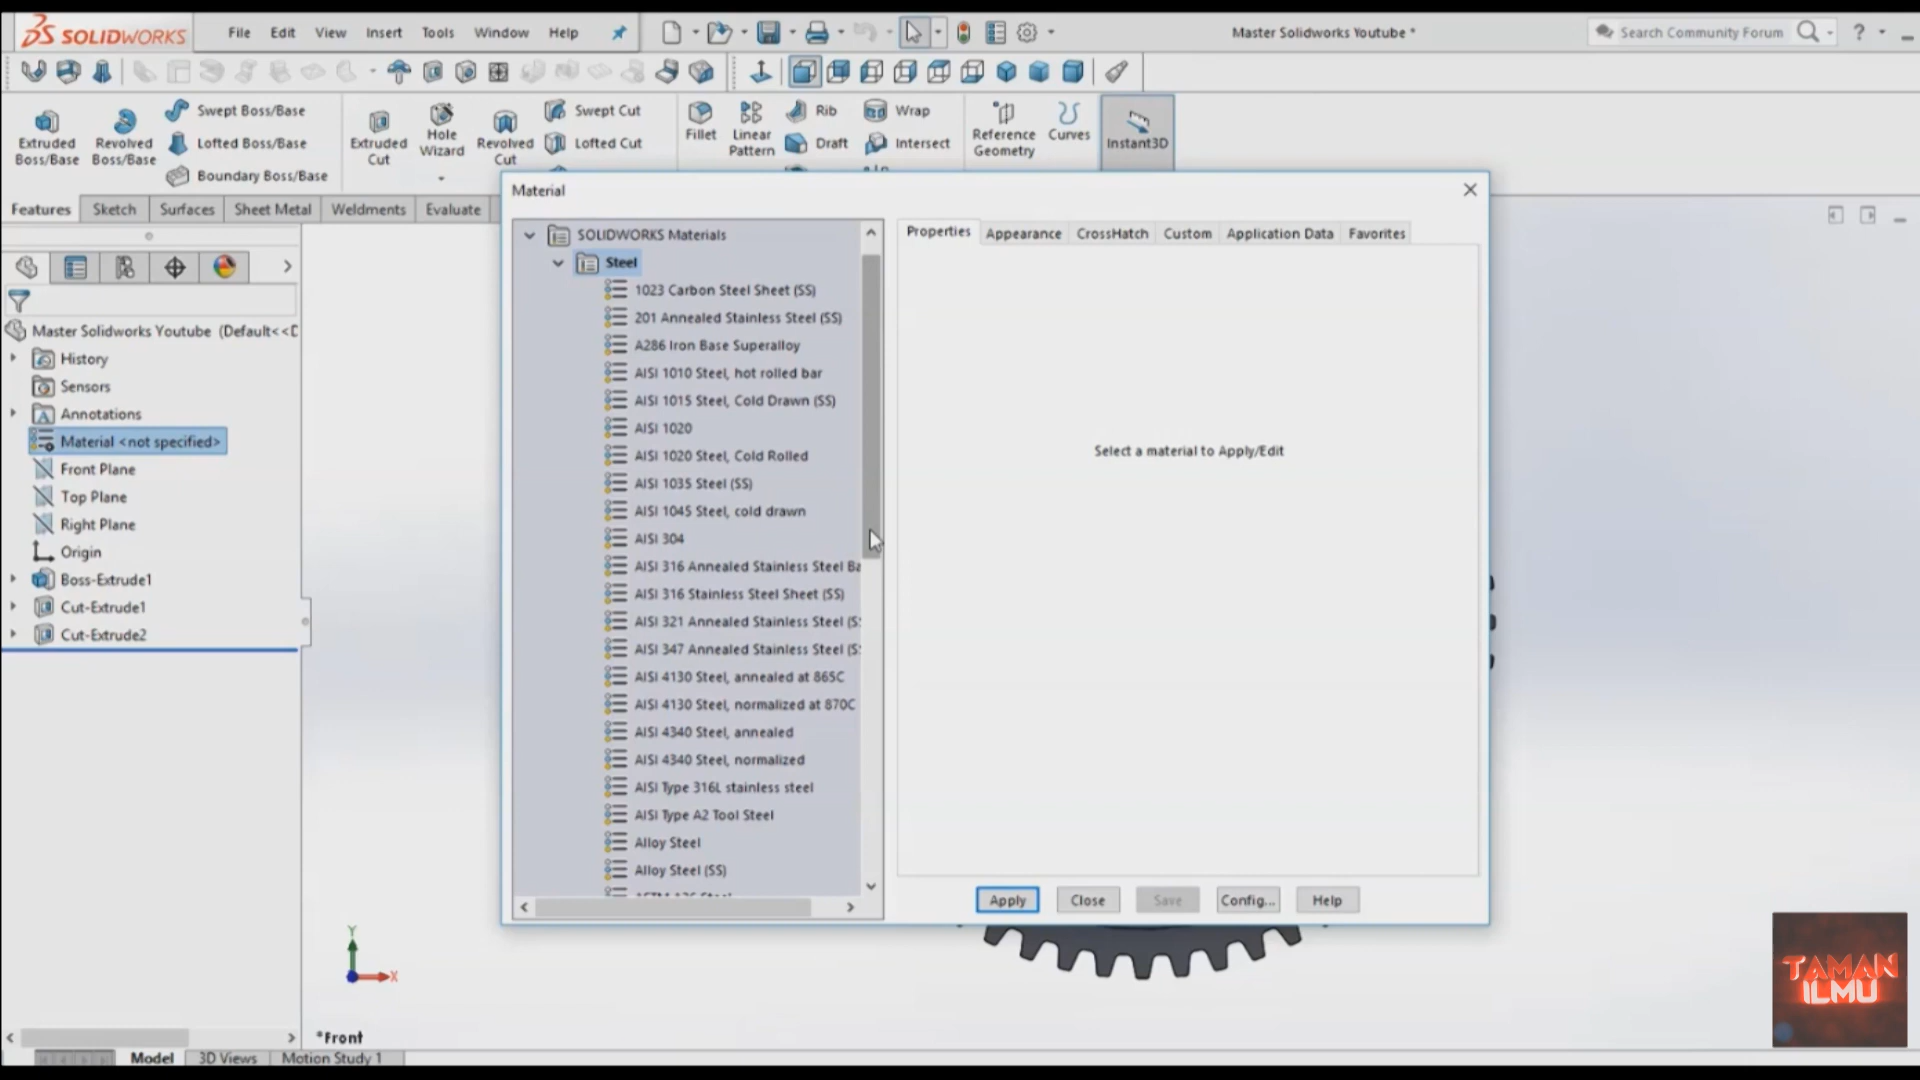 SOLIDWORKS File Edit View Insert Tools Window Help Master Solidworks Youtube * Search Community Forum ?
Extruded Boss/Base
Revolved Boss/Base
Swept Boss/Base
Lofted Boss/Base
Boundary Boss/Base
Extruded Cut
Hole Wizard
Revolved Cut
Swept Cut
Lofted Cut
Fillet
Linear Pattern
Rib
Draft
Wrap
Intersect
Reference Geometry
Curves
Instant3D
Features Sketch Surfaces Sheet Metal Weldments Evaluate
Master Solidworks Youtube (Default<<D
History
Sensors
Annotations
Material <not specified>
Front Plane
Top Plane
Right Plane
Origin
Boss-Extrude1
Cut-Extrude1
Cut-Extrude2
Material
SOLIDWORKS Materials
Steel
1023 Carbon Steel Sheet (SS)
201 Annealed Stainless Steel (SS)
A286 Iron Base Superalloy
AISI 1010 Steel, hot rolled bar
AISI 1015 Steel, Cold Drawn (SS)
AISI 1020
AISI 1020 Steel, Cold Rolled
AISI 1035 Steel (SS)
AISI 1045 Steel, cold drawn
AISI 304
AISI 316 Annealed Stainless Steel Ba
AISI 316 Stainless Steel Sheet (SS)
AISI 321 Annealed Stainless Steel (S
AISI 347 Annealed Stainless Steel (S
AISI 4130 Steel, annealed at 865C
AISI 4130 Steel, normalized at 870C
AISI 4340 Steel, annealed
AISI 4340 Steel, normalized
AISI Type 316L stainless steel
AISI Type A2 Tool Steel
Alloy Steel
Alloy Steel (SS)
Properties Appearance CrossHatch Custom Application Data Favorites
Select a material to Apply/Edit
Apply Close Save Config... Help
Y
X
*Front
Model 3D Views Motion Study 1
TAMAN
ILMU